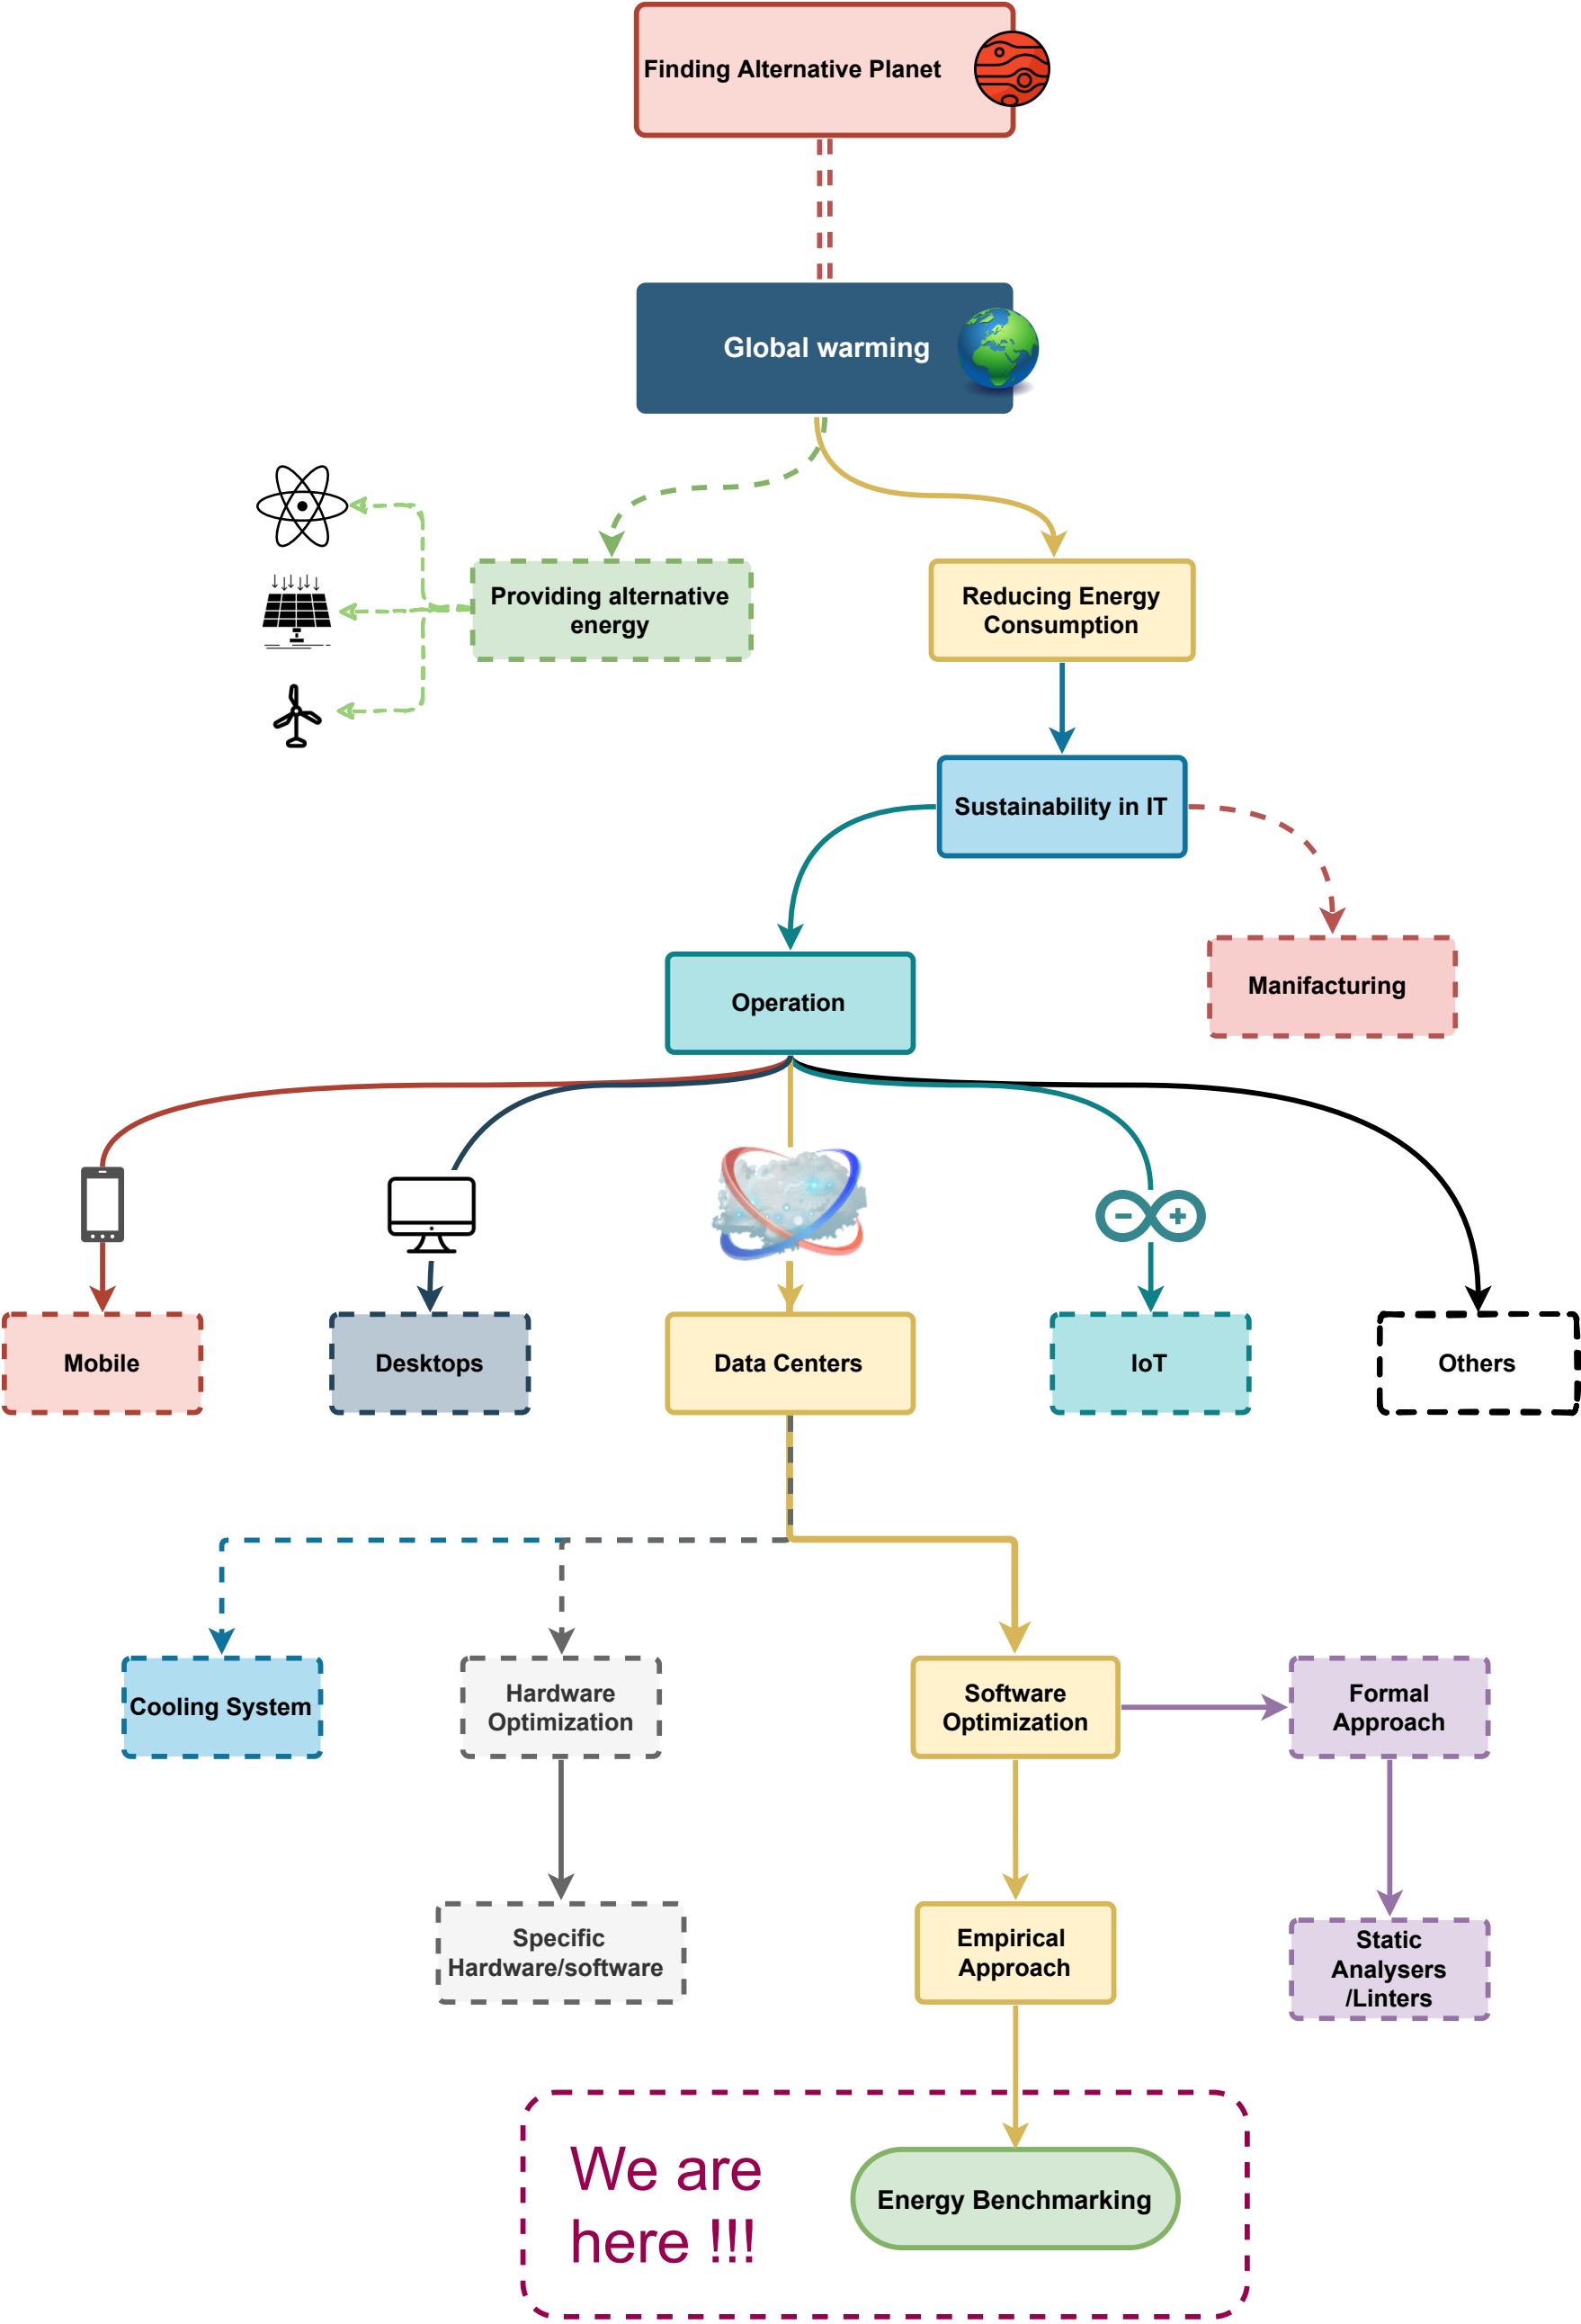 Finding Alternative Planet
Global warming
Providing alternative
energy
Reducing Energy
Consumption
Sustainability in IT
Manifacturing
Operation
Mobile
Desktops
Data Centers
IoT
Others
Cooling System
Hardware
Optimization
Software
Optimization
Formal
Approach
Specific
Hardware/software
Empirical
Approach
Static
Analysers
/Linters
We are
here !!!
Energy Benchmarking